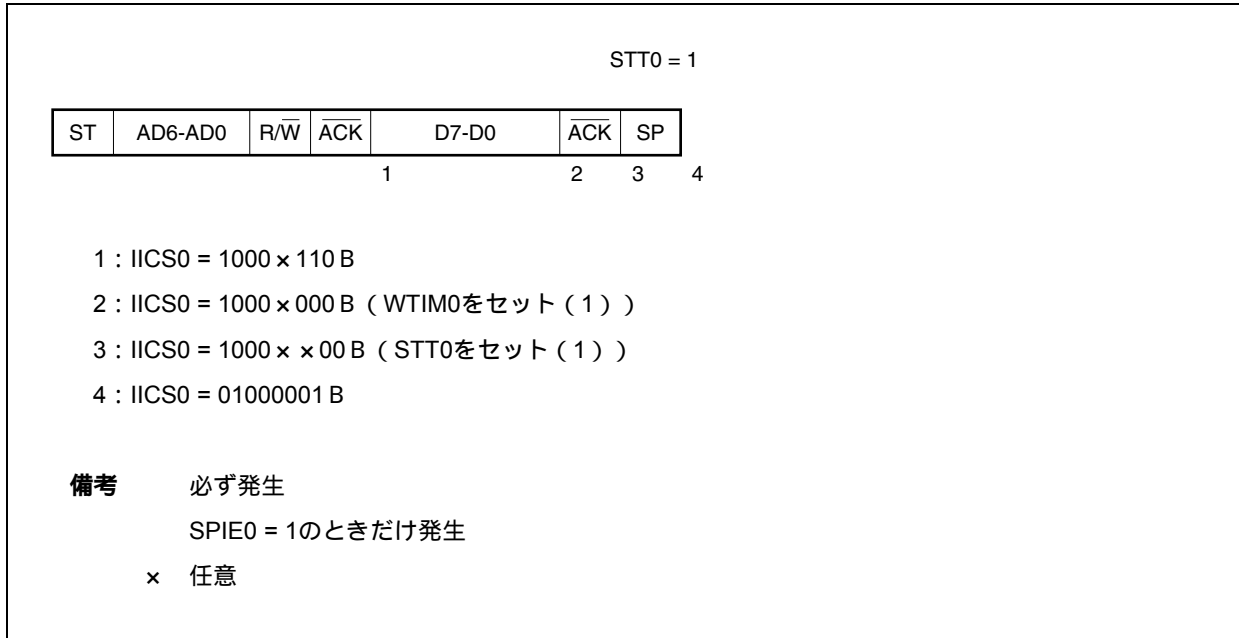 STT0 = 1
ST AD6-AD0 R/W̅ A̅C̅K̅ D7-D0 A̅C̅K̅ SP
1 2 3 4
1 : IICS0 = 1000×110 B
2 : IICS0 = 1000×000 B ( WTIM0をセット ( 1 ) )
3 : IICS0 = 1000××00 B ( STT0をセット ( 1 ) )
4 : IICS0 = 01000001 B
備考 必ず発生
SPIE0 = 1のときだけ発生
× 任意